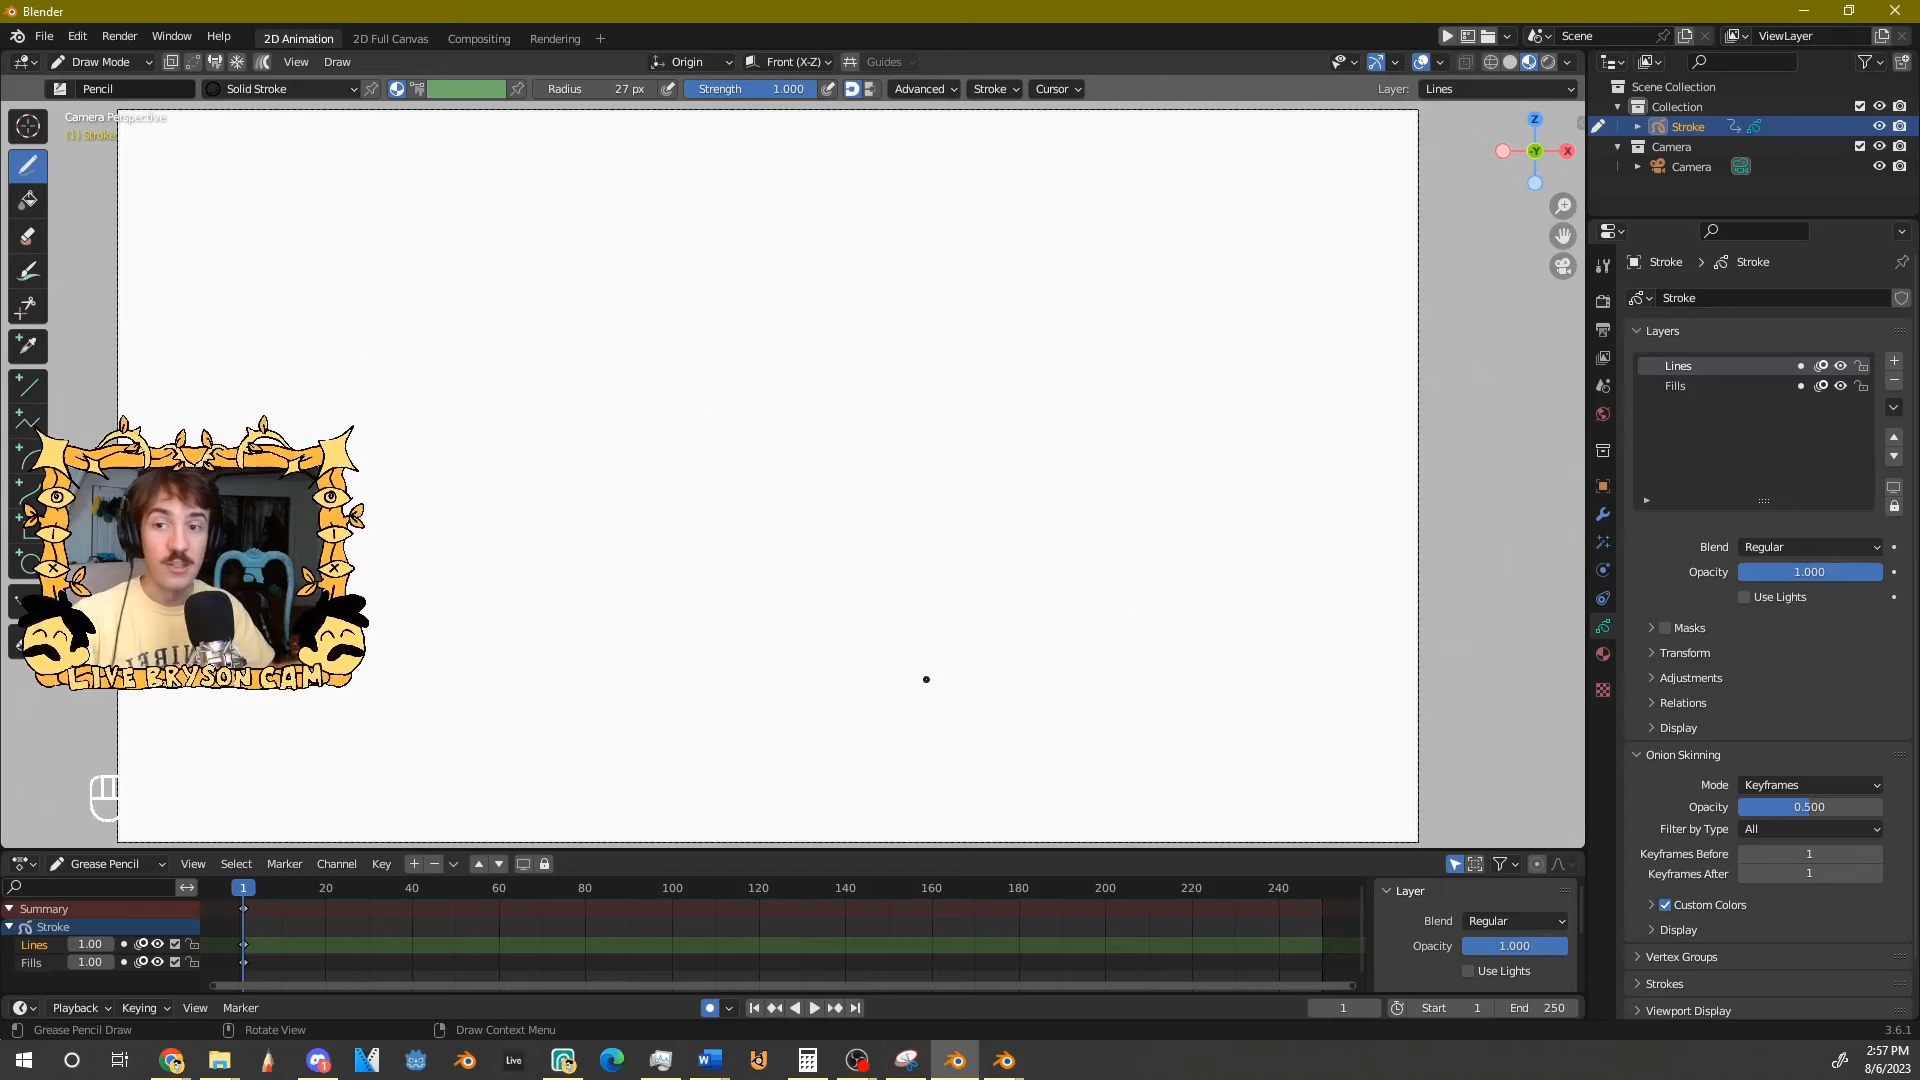 Blender
File Edit Render Window Help 2D Animation 2D Full Canvas Compositing Rendering + Scene ViewLayer
Draw Mode View Draw Origin Front (X-Z) Guides
Pencil Solid Stroke Radius 27 px Strength 1.000 Advanced Stroke Cursor Layer: Lines
Camera Perspective
(1) Stroke
Z
-Y X
Scene Collection
Collection
Stroke
Camera
Camera
Stroke > Stroke
Stroke
Layers
Lines
Fills
Blend Regular
Opacity 1.000
Use Lights
Masks
Transform
Adjustments
Relations
Display
Onion Skinning
Mode Keyframes
Opacity 0.500
Filter by Type All
Keyframes Before 1
Keyframes After 1
Custom Colors
Display
Vertex Groups
Strokes
Viewport Display
LIVE BRYSON CAM
Grease Pencil View Select Marker Channel Key
1 20 40 60 80 100 120 140 160 180 200 220 240
Summary
Stroke
Lines 1.00
Fills 1.00
Layer
Blend Regular
Opacity 1.000
Use Lights
Playback Keying View Marker 1 Start 1 End 250
Grease Pencil Draw Rotate View Draw Context Menu 3.6.1
Live
2:57 PM
8/6/2023